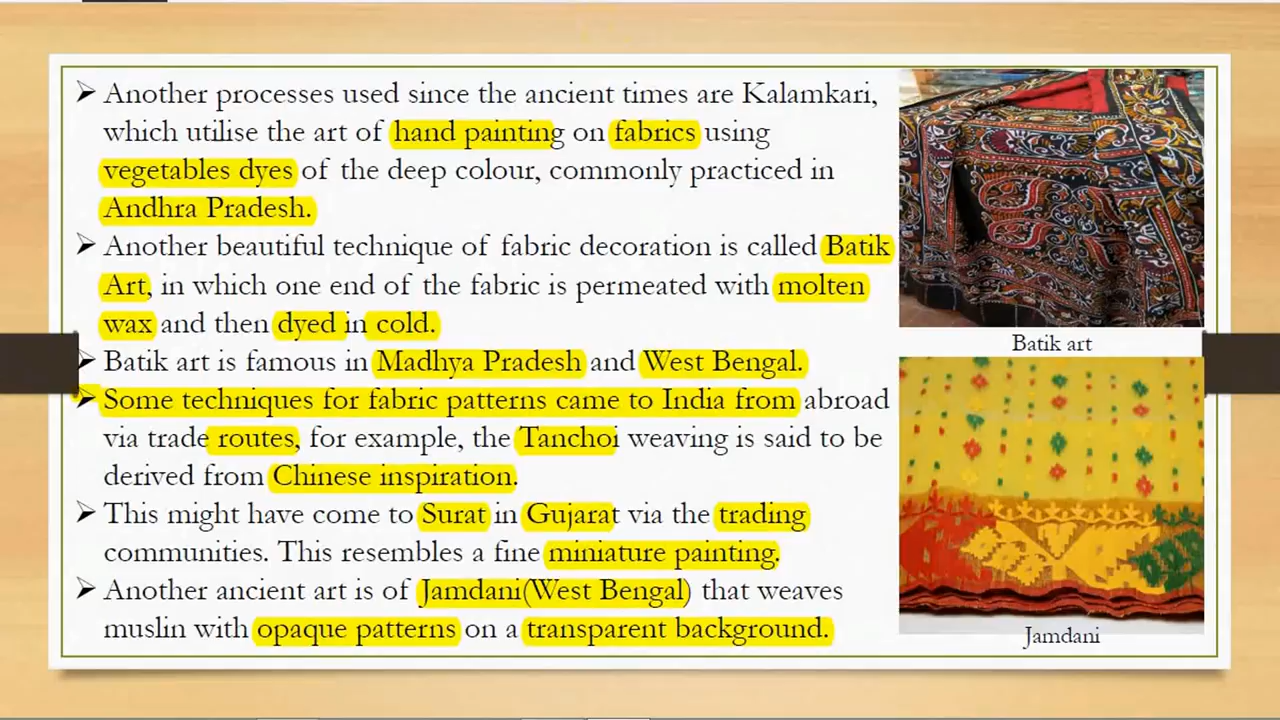 ➢ Another processes used since the ancient times are Kalamkari,
which utilise the art of hand painting on fabrics using
vegetables dyes of the deep colour, commonly practiced in
Andhra Pradesh.
➢ Another beautiful technique of fabric decoration is called Batik
Art, in which one end of the fabric is permeated with molten
wax and then dyed in cold.
➢ Batik art is famous in Madhya Pradesh and West Bengal.
➢ Some techniques for fabric patterns came to India from abroad
via trade routes, for example, the Tanchoi weaving is said to be
derived from Chinese inspiration.
➢ This might have come to Surat in Gujarat via the trading
communities. This resembles a fine miniature painting.
➢ Another ancient art is of Jamdani(West Bengal) that weaves
muslin with opaque patterns on a transparent background.
Batik art
Jamdani